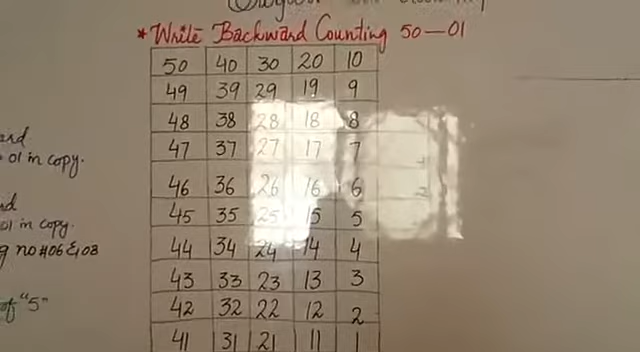 * Write Backward Counting 50—01
50 40 30 20 10
49 39 29 19 9
48 38 28 18 8
47 37 27 17 7
46 36 26 16 6
45 35 25 15 5
44 34 24 14 4
43 33 23 13 3
42 32 22 12 2
41 31 21 11 1
01 in copy.
01 in copy.
no #06 & 08
of "5"